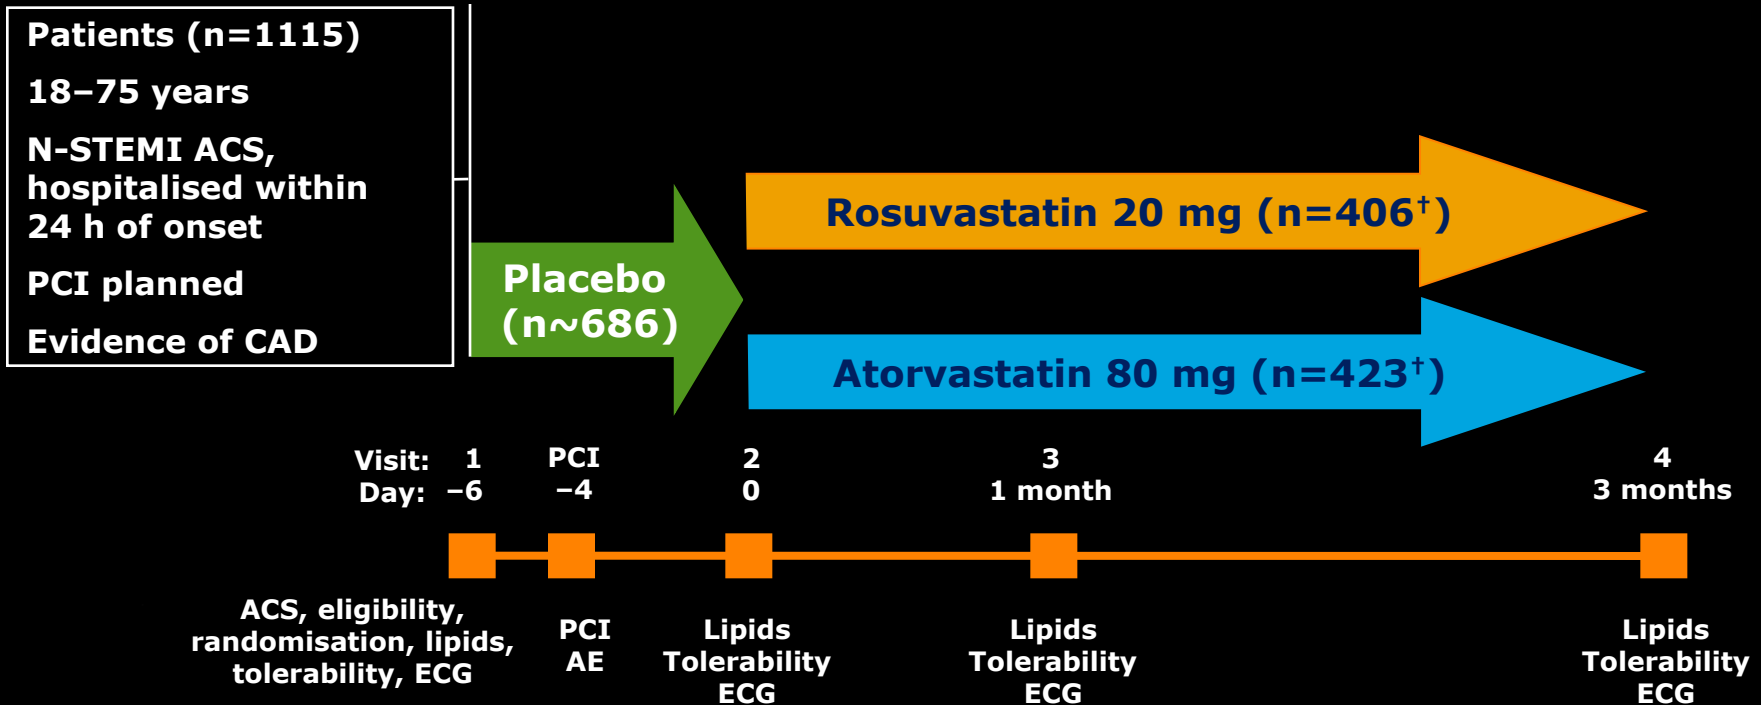 Patients (n=1115)
18–75 years
N-STEMI ACS,
hospitalised within
24 h of onset
PCI planned
Evidence of CAD
Placebo
(n~686)
Rosuvastatin 20 mg (n=406†)
Atorvastatin 80 mg (n=423†)
Visit: 1 PCI 2 3 4
Day: –6 –4 0 1 month 3 months
ACS, eligibility,
randomisation, lipids,
tolerability, ECG
PCI
AE
Lipids
Tolerability
ECG
Lipids
Tolerability
ECG
Lipids
Tolerability
ECG